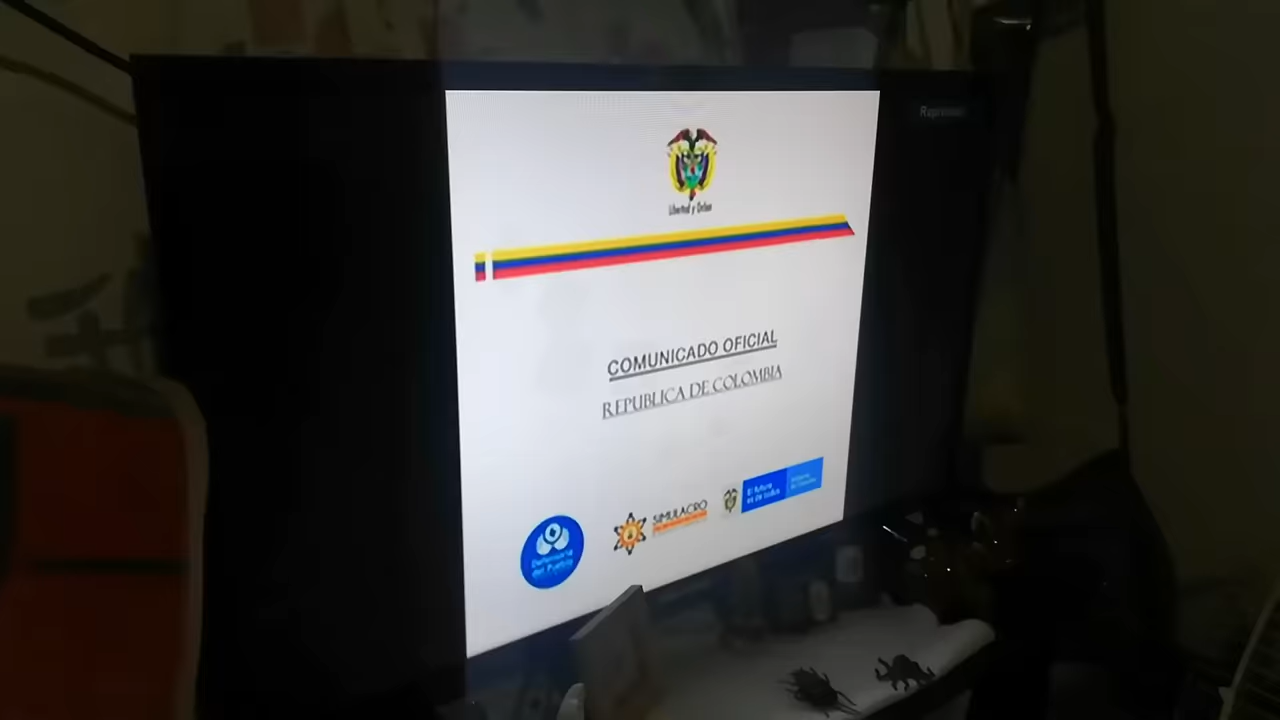 Libertad y Orden
COMUNICADO OFICIAL
REPUBLICA DE COLOMBIA
Defensoría
del Pueblo
SIMULACRO
El futuro
es de todos